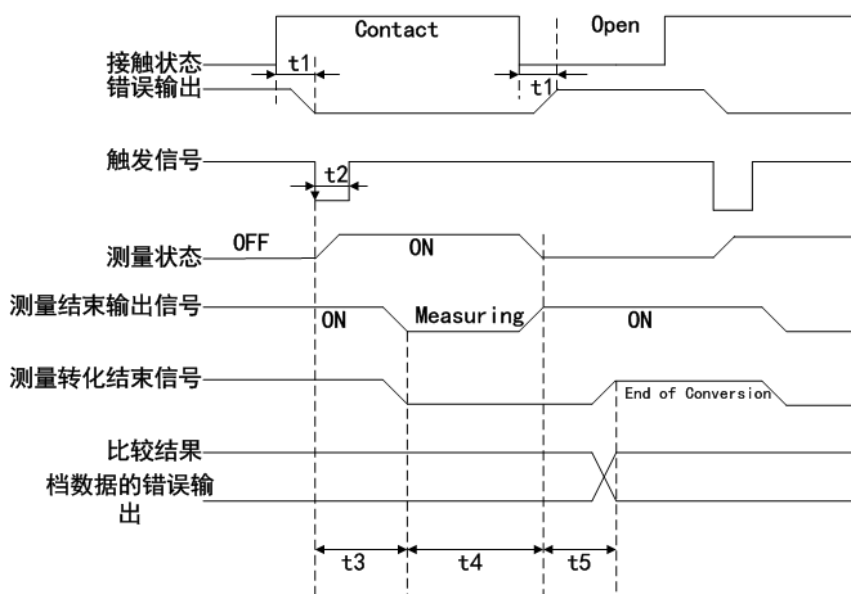 Contact
Open
接触状态
t1
错误输出
t1
触发信号
t2
OFF
ON
测量状态
测量结束输出信号
ON
Measuring
ON
测量转化结束信号
End of Conversion
比较结果
档数据的错误输
出
t3
t4
t5